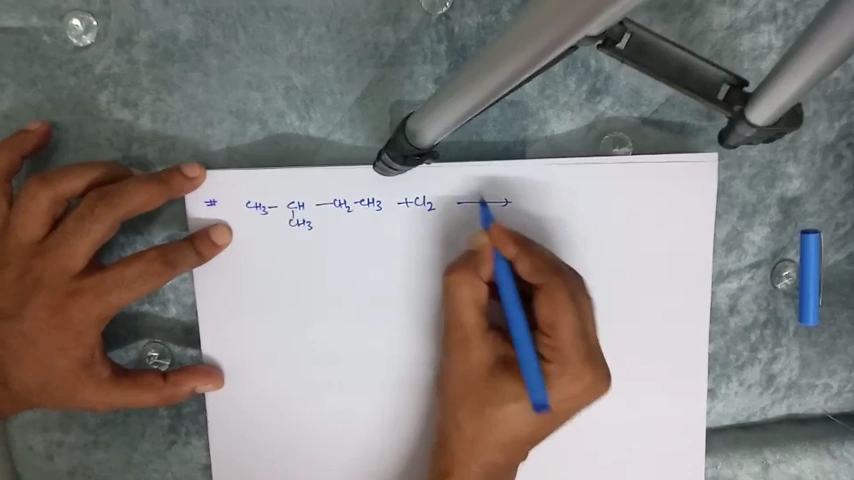 # CH3- CH -CH2-CH3 +Cl2 →
CH3